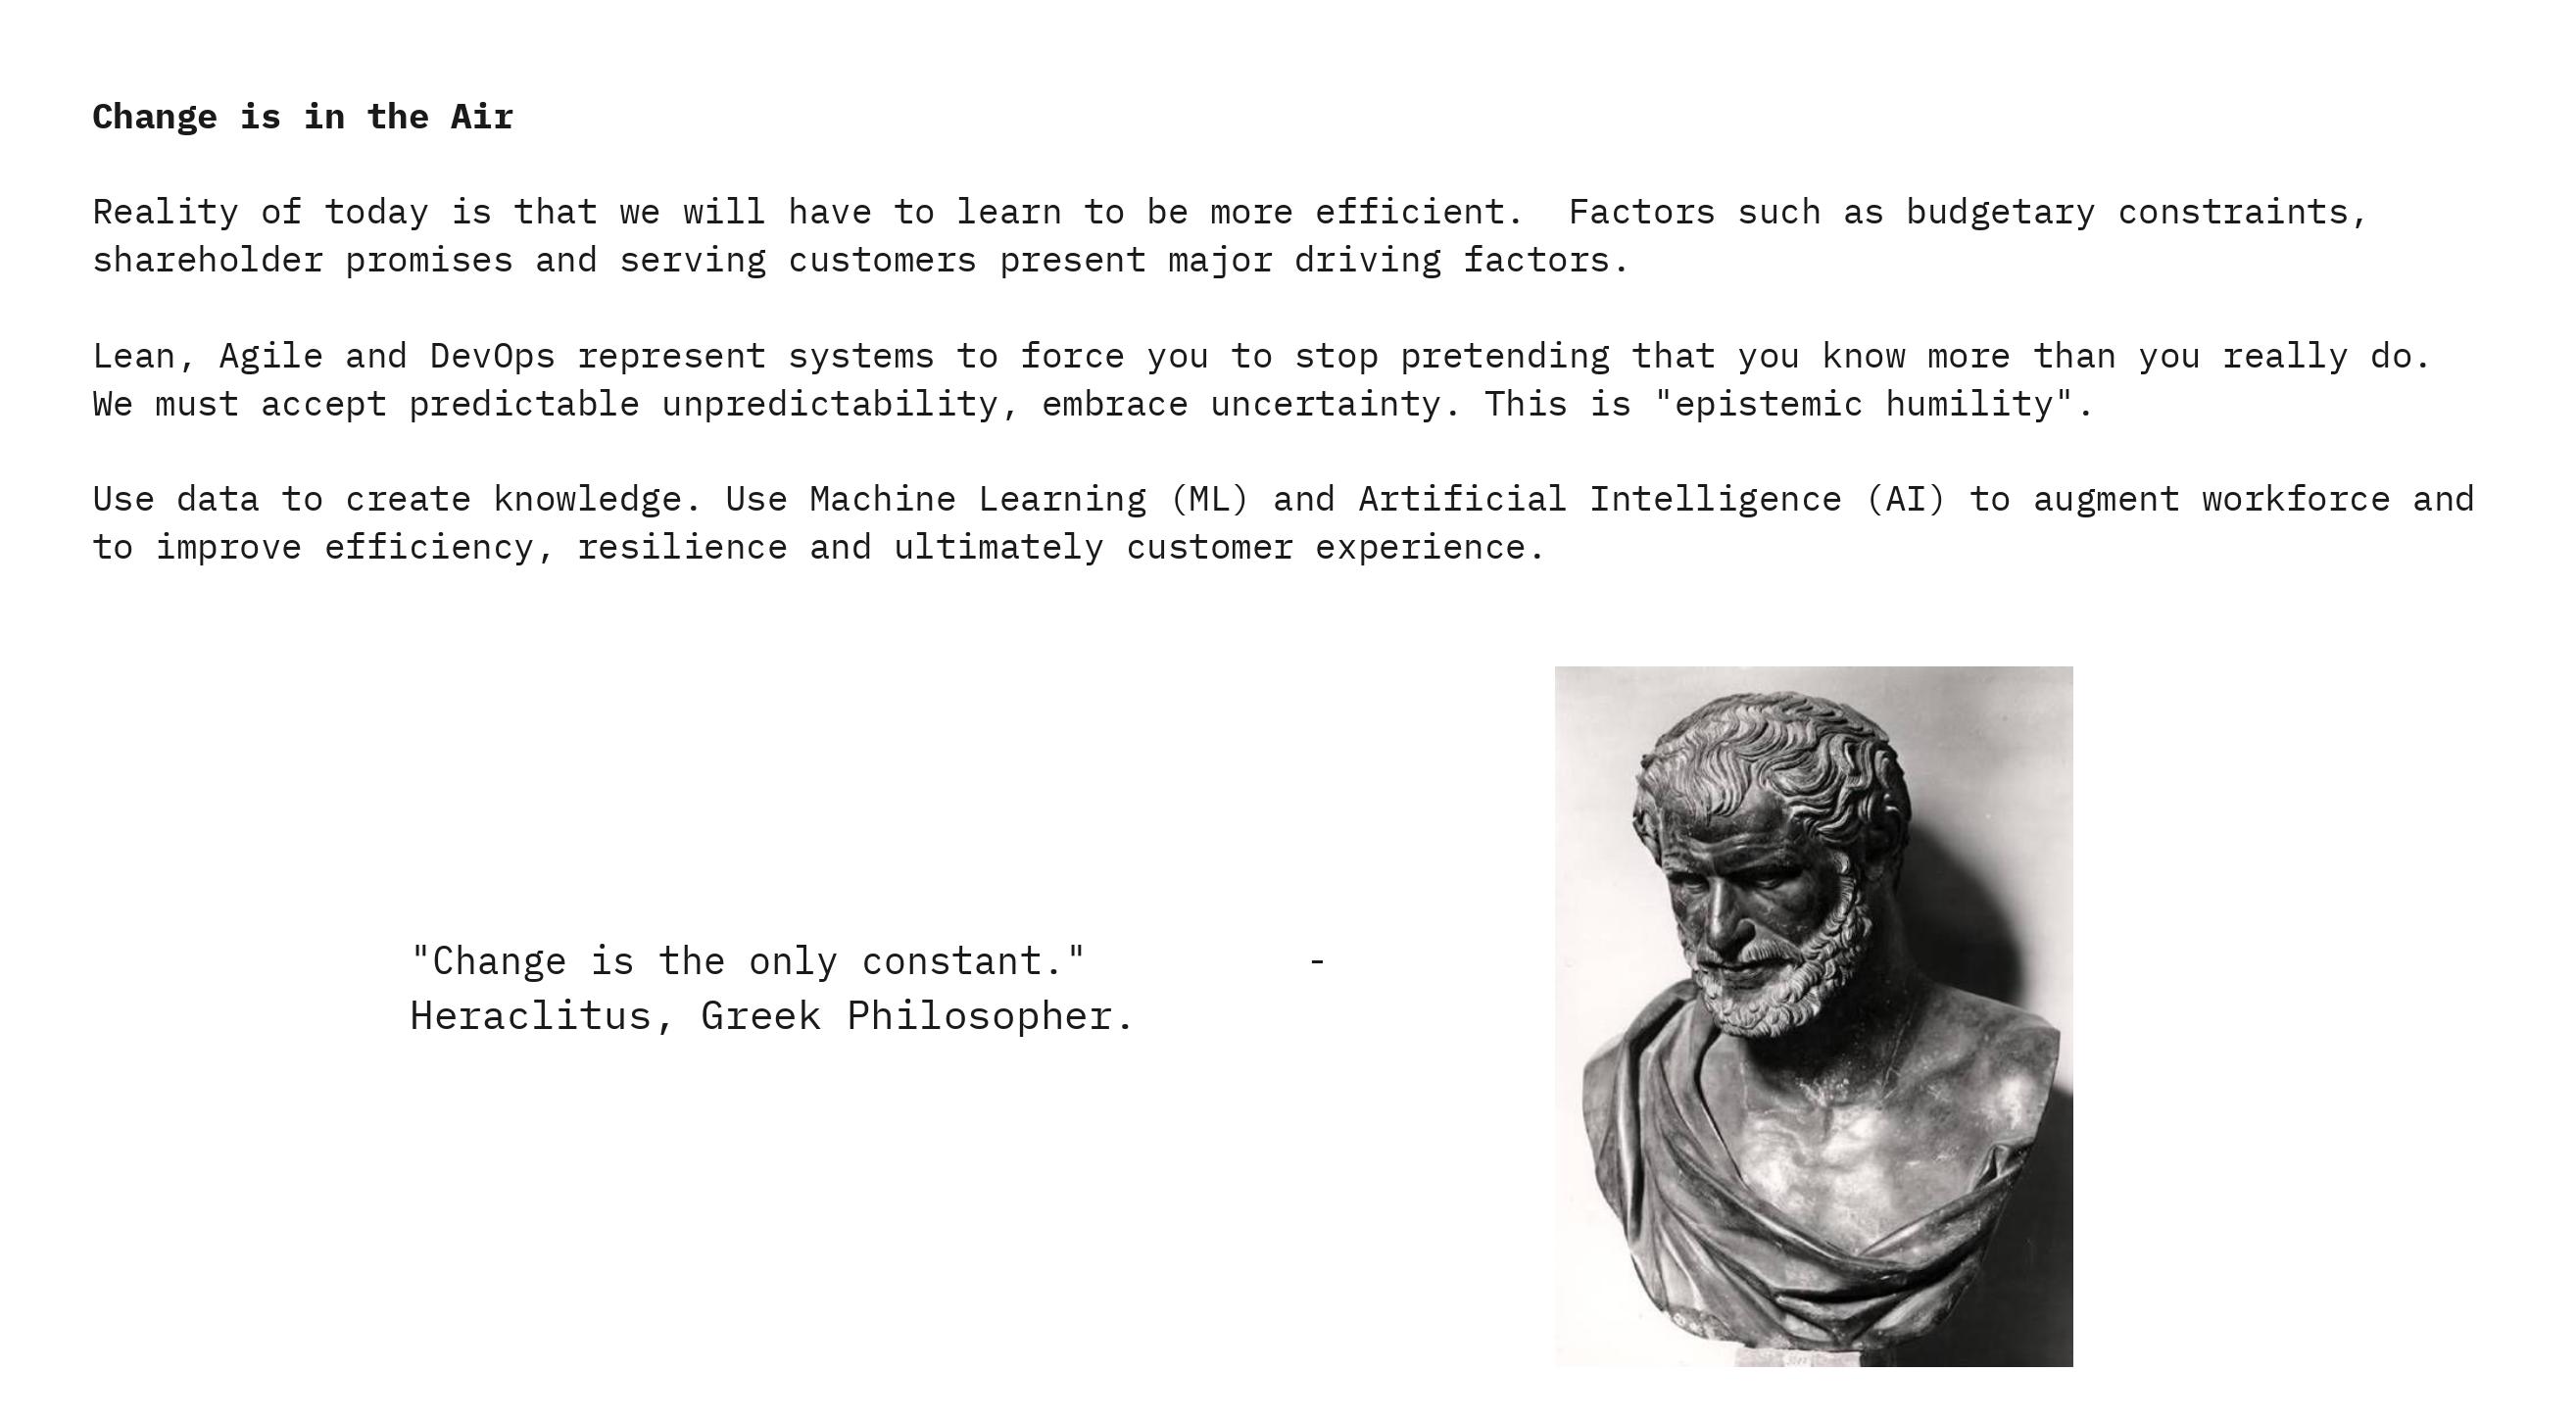 Change is in the Air
Reality of today is that we will have to learn to be more efficient.  Factors such as budgetary constraints,
shareholder promises and serving customers present major driving factors.
Lean, Agile and DevOps represent systems to force you to stop pretending that you know more than you really do.
We must accept predictable unpredictability, embrace uncertainty. This is "epistemic humility".
Use data to create knowledge. Use Machine Learning (ML) and Artificial Intelligence (AI) to augment workforce and
to improve efficiency, resilience and ultimately customer experience.
"Change is the only constant." -
Heraclitus, Greek Philosopher.